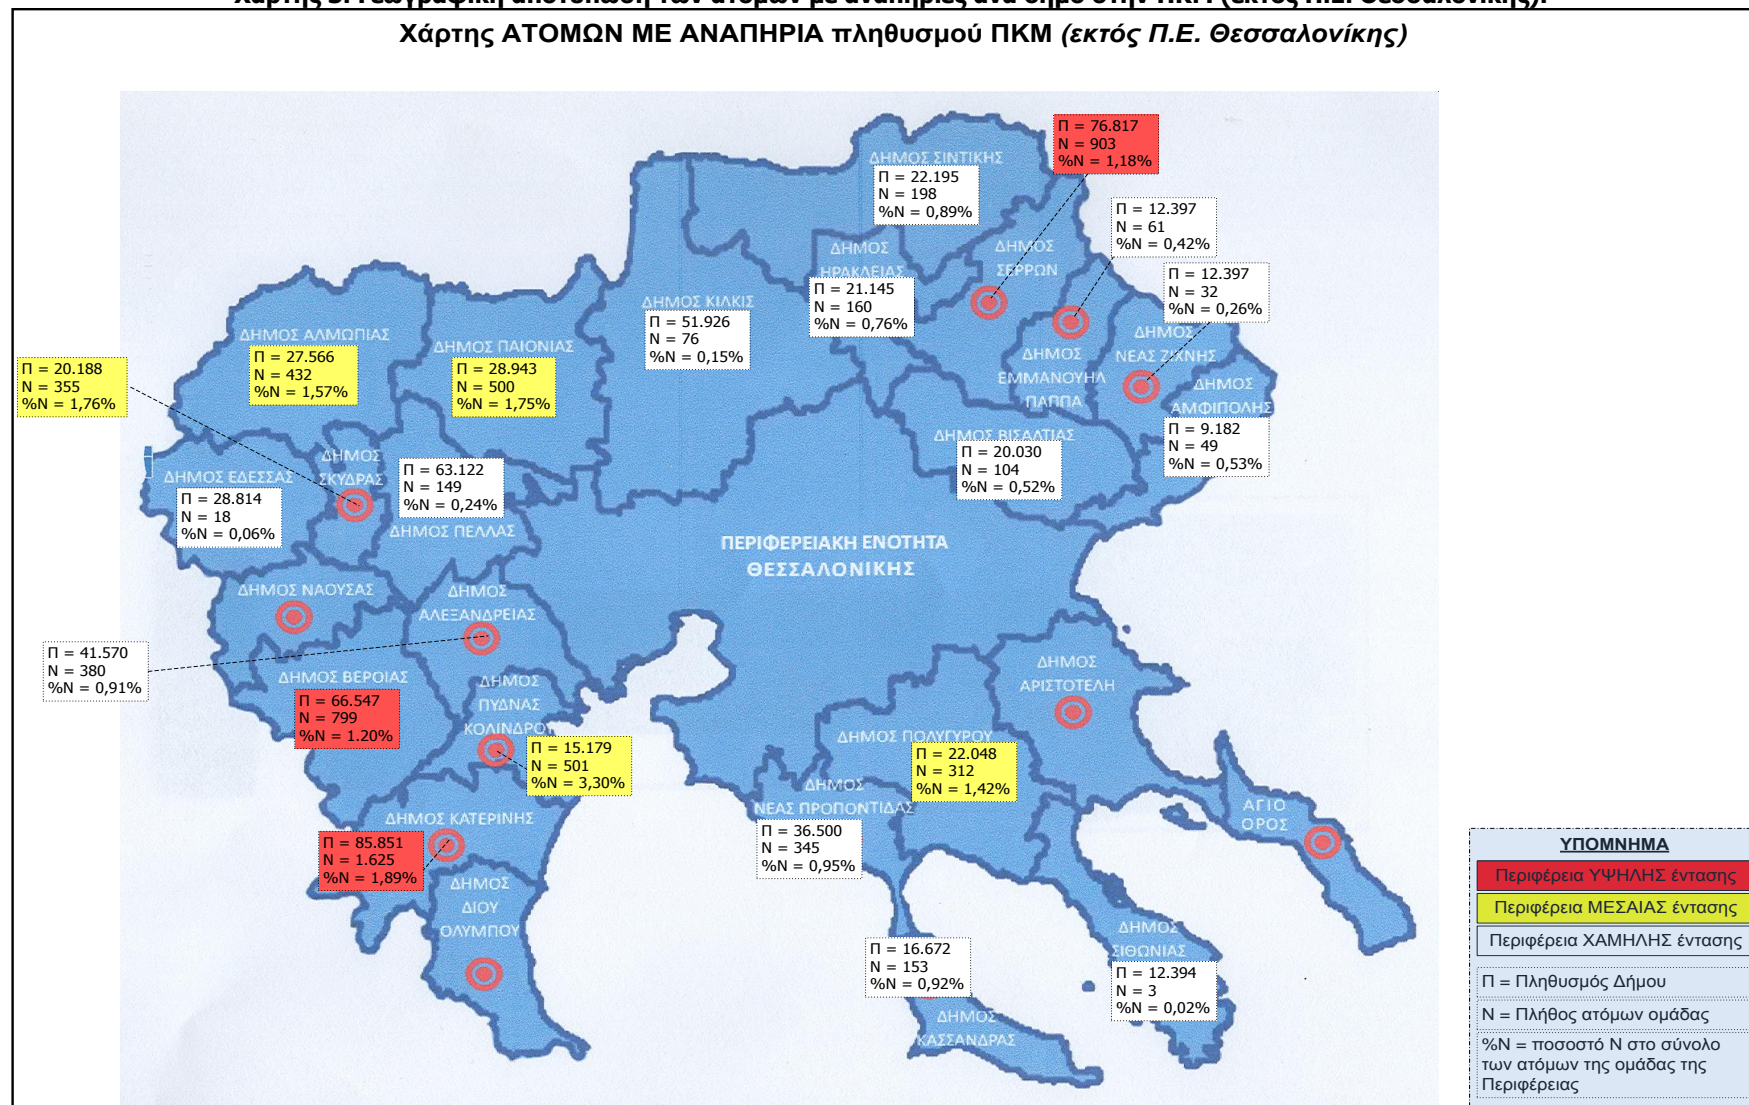 Χάρτης ΑΤΟΜΩΝ ΜΕ ΑΝΑΠΗΡΙΑ πληθυσμού ΠΚΜ (εκτός Π.Ε. Θεσσαλονίκης)
Π = 76.817
Ν = 903
%Ν = 1,18%
ΔΗΜΟΣ ΣΙΝΤΙΚΗΣ
Π = 22.195
Ν = 198
%Ν = 0,89%
Π = 12.397
Ν = 61
%Ν = 0,42%
ΔΗΜΟΣ
ΗΡΑΚΛΕΙΑΣ
Π = 21.145
Ν = 160
%Ν = 0,76%
ΔΗΜΟΣ
ΣΕΡΡΩΝ
Π = 12.397
Ν = 32
%Ν = 0,26%
ΔΗΜΟΣ ΚΙΛΚΙΣ
Π = 51.926
Ν = 76
%Ν = 0,15%
ΔΗΜΟΣ ΑΛΜΩΠΙΑΣ
Π = 27.566
Ν = 432
%Ν = 1,57%
ΔΗΜΟΣ ΠΑΙΟΝΙΑΣ
Π = 28.943
Ν = 500
%Ν = 1,75%
Π = 20.188
Ν = 355
%Ν = 1,76%
ΔΗΜΟΣ
ΕΜΜΑΝΟΥΗΛ
ΠΑΠΠΑ
ΔΗΜΟΣ
ΝΕΑΣ ΖΙΧΝΗΣ
ΔΗΜΟΣ
ΑΜΦΙΠΟΛΗΣ
Π = 9.182
Ν = 49
%Ν = 0,53%
ΔΗΜΟΣ ΒΙΣΑΛΤΙΑΣ
Π = 20.030
Ν = 104
%Ν = 0,52%
ΔΗΜΟΣ ΕΔΕΣΣΑΣ
Π = 28.814
Ν = 18
%Ν = 0,06%
ΔΗΜΟΣ
ΣΚΥΔΡΑΣ
Π = 63.122
Ν = 149
%Ν = 0,24%
ΔΗΜΟΣ ΠΕΛΛΑΣ
ΠΕΡΙΦΕΡΕΙΑΚΗ ΕΝΟΤΗΤΑ
ΘΕΣΣΑΛΟΝΙΚΗΣ
ΔΗΜΟΣ ΝΑΟΥΣΑΣ
ΔΗΜΟΣ
ΑΛΕΞΑΝΔΡΕΙΑΣ
Π = 41.570
Ν = 380
%Ν = 0,91%
ΔΗΜΟΣ ΒΕΡΟΙΑΣ
Π = 66.547
Ν = 799
%Ν = 1.20%
ΔΗΜΟΣ
ΠΥΔΝΑΣ
ΚΟΛΙΝΔΡΟΥ
Π = 15.179
Ν = 501
%Ν = 3,30%
ΔΗΜΟΣ
ΑΡΙΣΤΟΤΕΛΗ
ΔΗΜΟΣ ΠΟΛΥΓΥΡΟΥ
Π = 22.048
Ν = 312
%Ν = 1,42%
ΔΗΜΟΣ
ΝΕΑΣ ΠΡΟΠΟΝΤΙΔΑΣ
Π = 36.500
Ν = 345
%Ν = 0,95%
ΔΗΜΟΣ ΚΑΤΕΡΙΝΗΣ
Π = 85.851
Ν = 1.625
%Ν = 1,89%
ΔΗΜΟΣ
ΔΙΟΥ
ΟΛΥΜΠΟΥ
ΑΓΙΟ
ΟΡΟΣ
Π = 16.672
Ν = 153
%Ν = 0,92%
ΔΗΜΟΣ
ΚΑΣΣΑΝΔΡΑΣ
ΔΗΜΟΣ
ΣΙΘΩΝΙΑΣ
Π = 12.394
Ν = 3
%Ν = 0,02%
ΥΠΟΜΝΗΜΑ
Περιφέρεια ΥΨΗΛΗΣ έντασης
Περιφέρεια ΜΕΣΑΙΑΣ έντασης
Περιφέρεια ΧΑΜΗΛΗΣ έντασης
Π = Πληθυσμός Δήμου
Ν = Πλήθος ατόμων ομάδας
%Ν = ποσοστό Ν στο σύνολο
των ατόμων της ομάδας της
Περιφέρειας